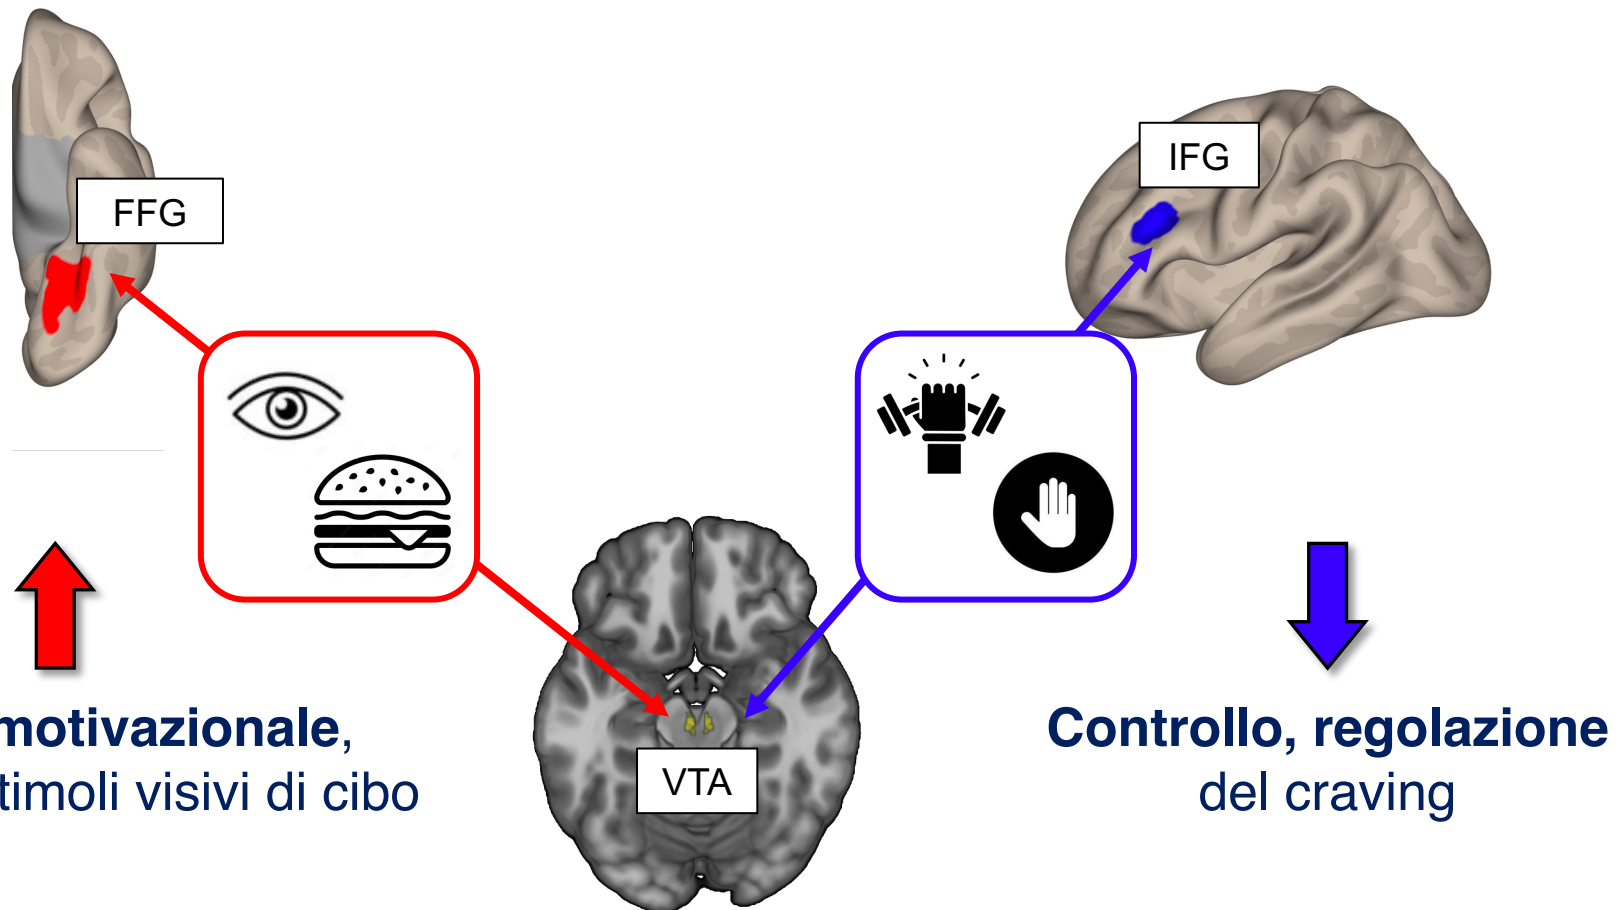 FFG
IFG
VTA
motivazionale,
timoli visivi di cibo
Controllo, regolazione
del craving